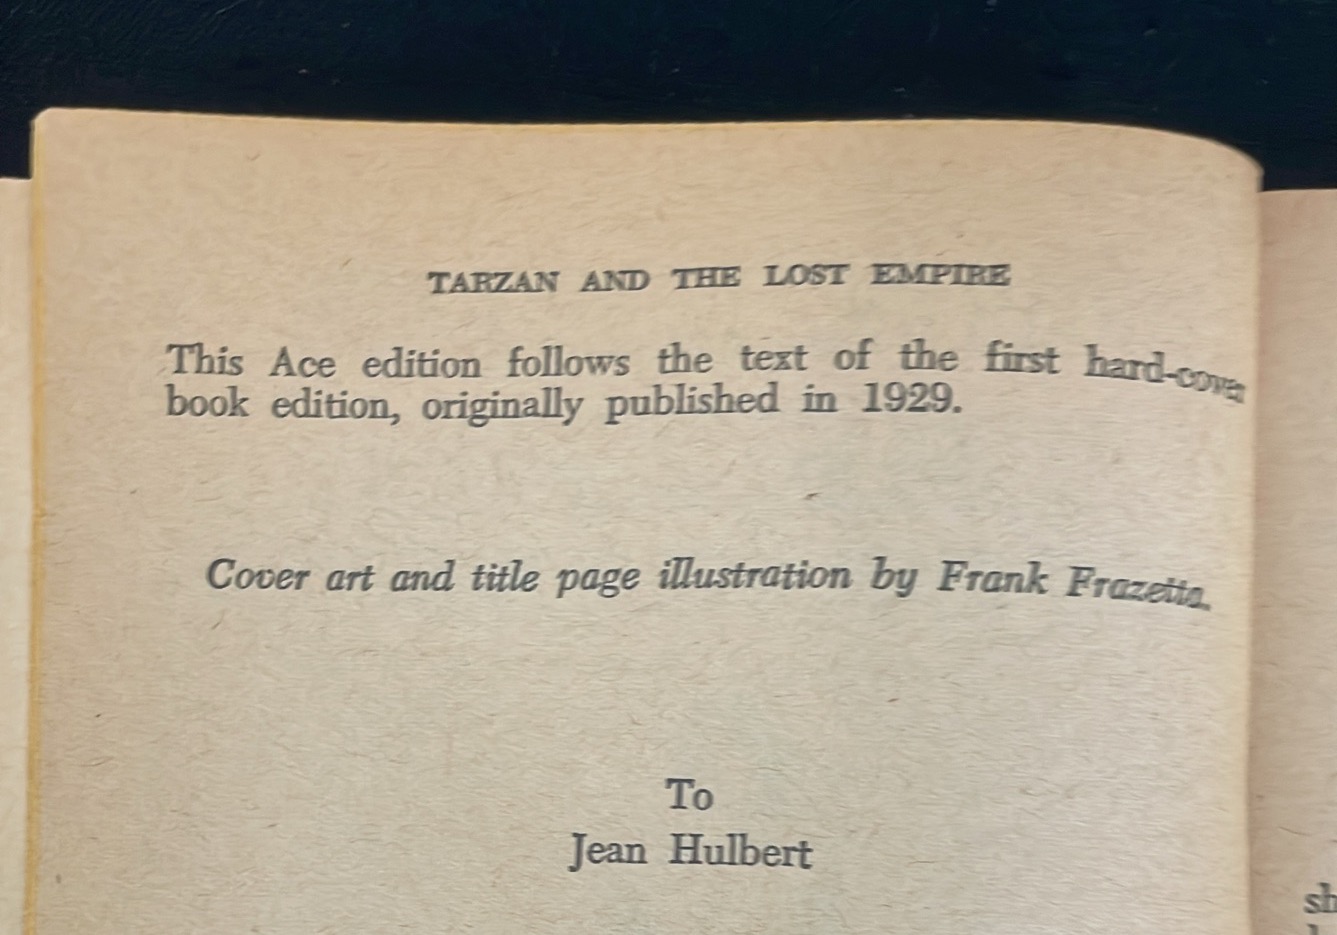 TARZAN AND THE LOST EMPIRE
This Ace edition follows the text of the first hard-cover
book edition, originally published in 1929.
Cover art and title page illustration by Frank Frazetta.
To
Jean Hulbert
sh